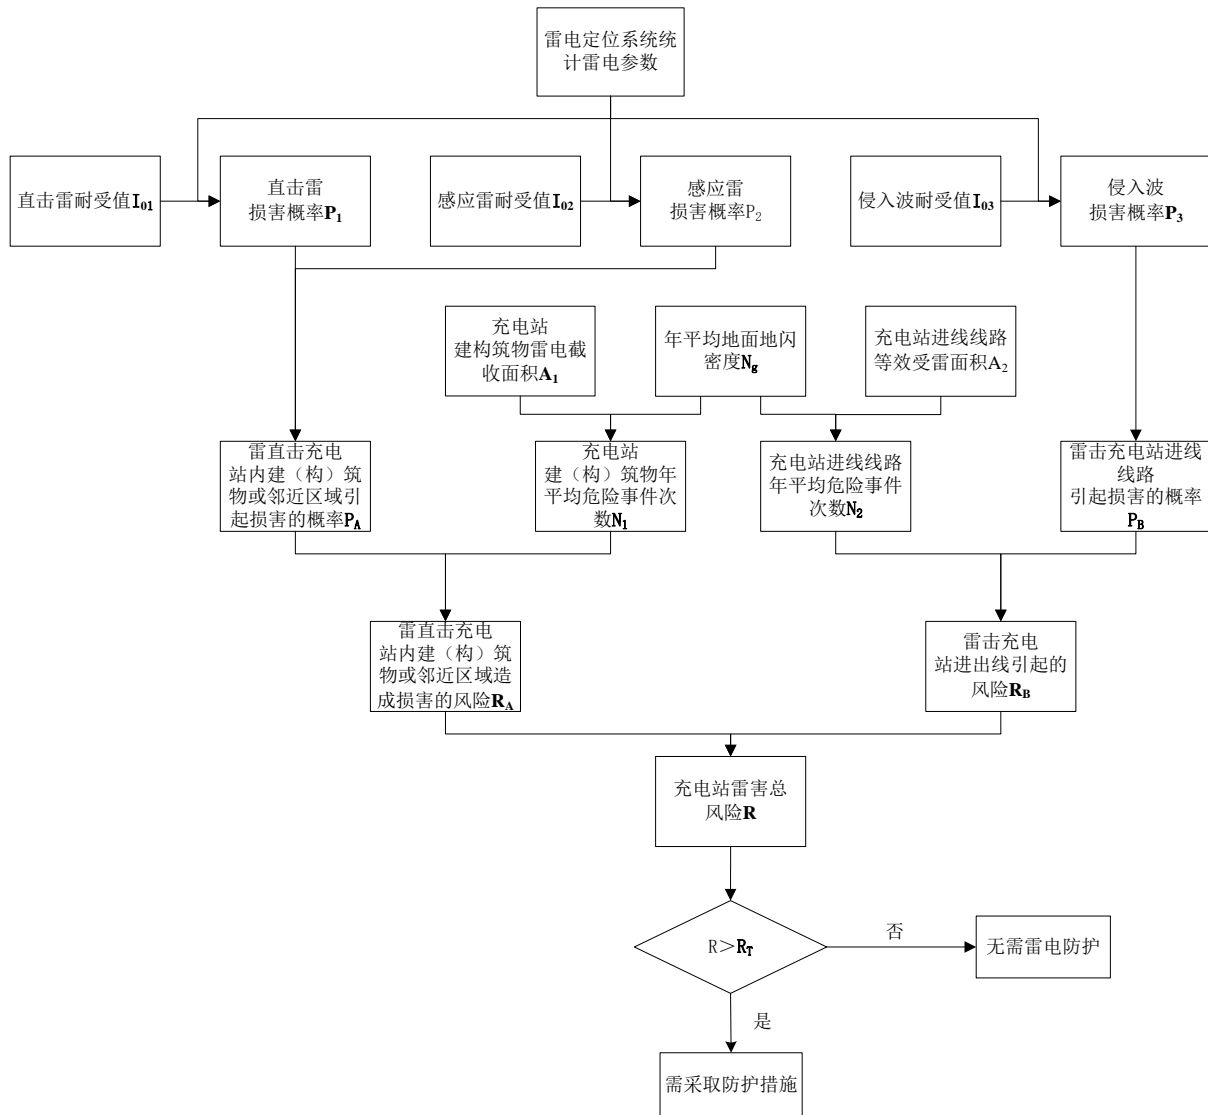 雷电定位系统统
计雷电参数
直击雷耐受值I₀₁
直击雷
损害概率P₁
感应雷耐受值I₀₂
感应雷
损害概率P₂
侵入波耐受值I₀₃
侵入波
损害概率P₃
充电站
建构筑物雷电截
收面积A₁
年平均地面地闪
密度N_g
充电站进线线路
等效受雷面积A₂
雷直击充电
站内建（构）筑
物或邻近区域引
起损害的概率P_A
充电站
建（构）筑物年
平均危险事件次
数N₁
充电站进线线路
年平均危险事件
次数N₂
雷击充电站进线
线路
引起损害的概率
P_B
雷直击充电
站内建（构）筑
物或邻近区域造
成损害的风险R_A
雷击充电
站进出线引起的
风险R_B
充电站雷害总
风险R
R＞R_T
否
无需雷电防护
是
需采取防护措施